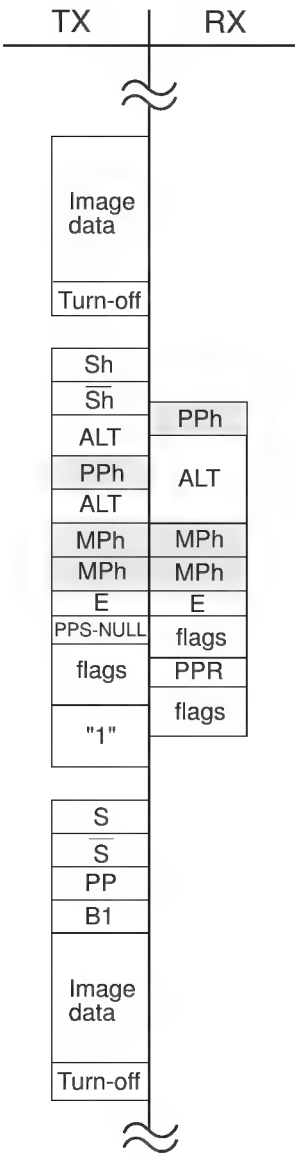 TX RX
Image
data
Turn-off
Sh
S̅h̅
PPh
ALT
PPh
ALT
ALT
MPh MPh
MPh MPh
E E
PPS-NULL
flags
flags
PPR
flags
"1"
S
S̅
PP
B1
Image
data
Turn-off